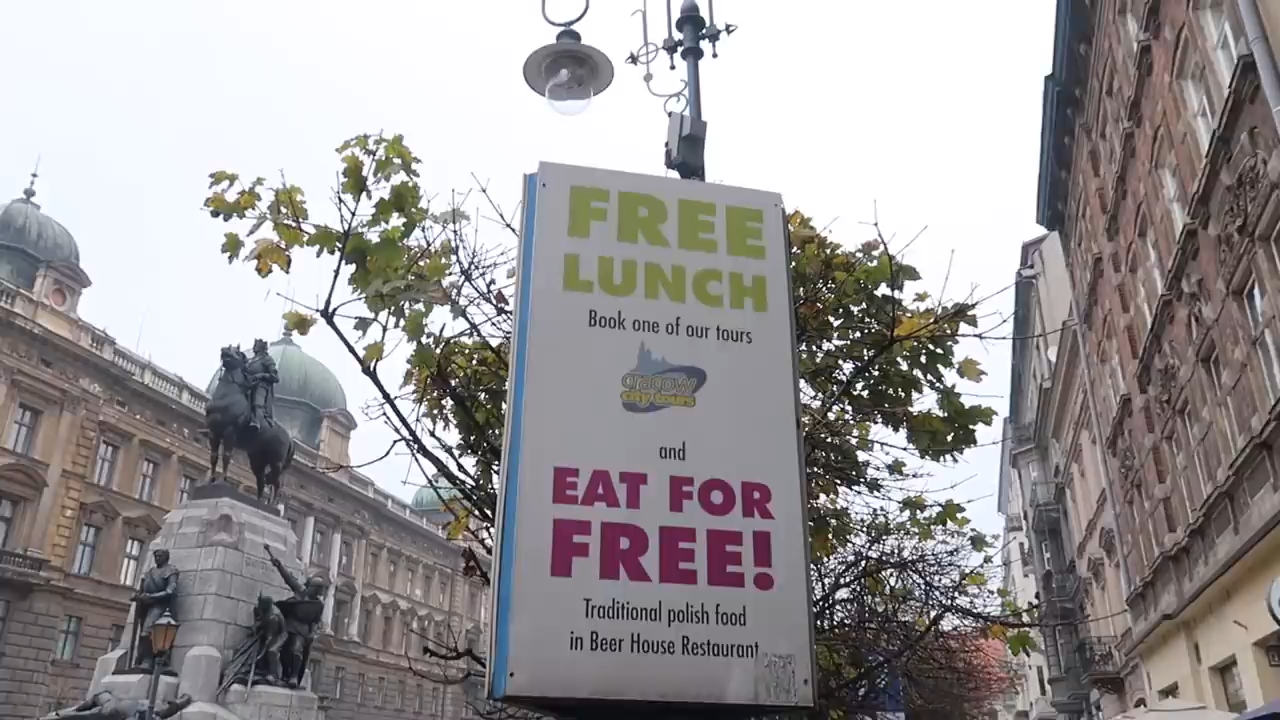 FREE
LUNCH
Book one of our tours
cracow
city tours
and
EAT FOR
FREE!
Traditional polish food
in Beer House Restaurant